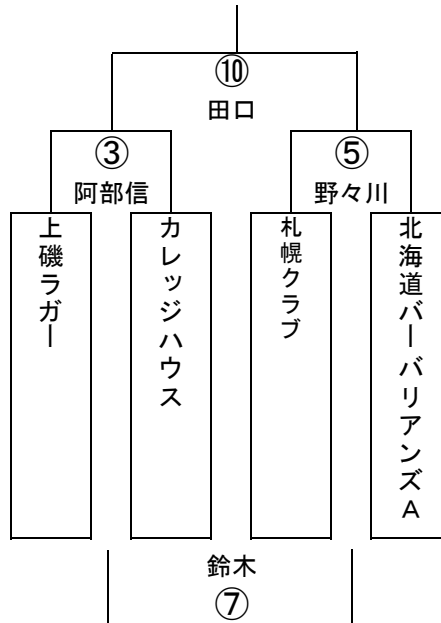 ⑩
田口
③
⑤
阿部信
野々川
上磯ラガー
カレッジハウス
札幌クラブ
北海道バーバリアンズA
鈴木
⑦